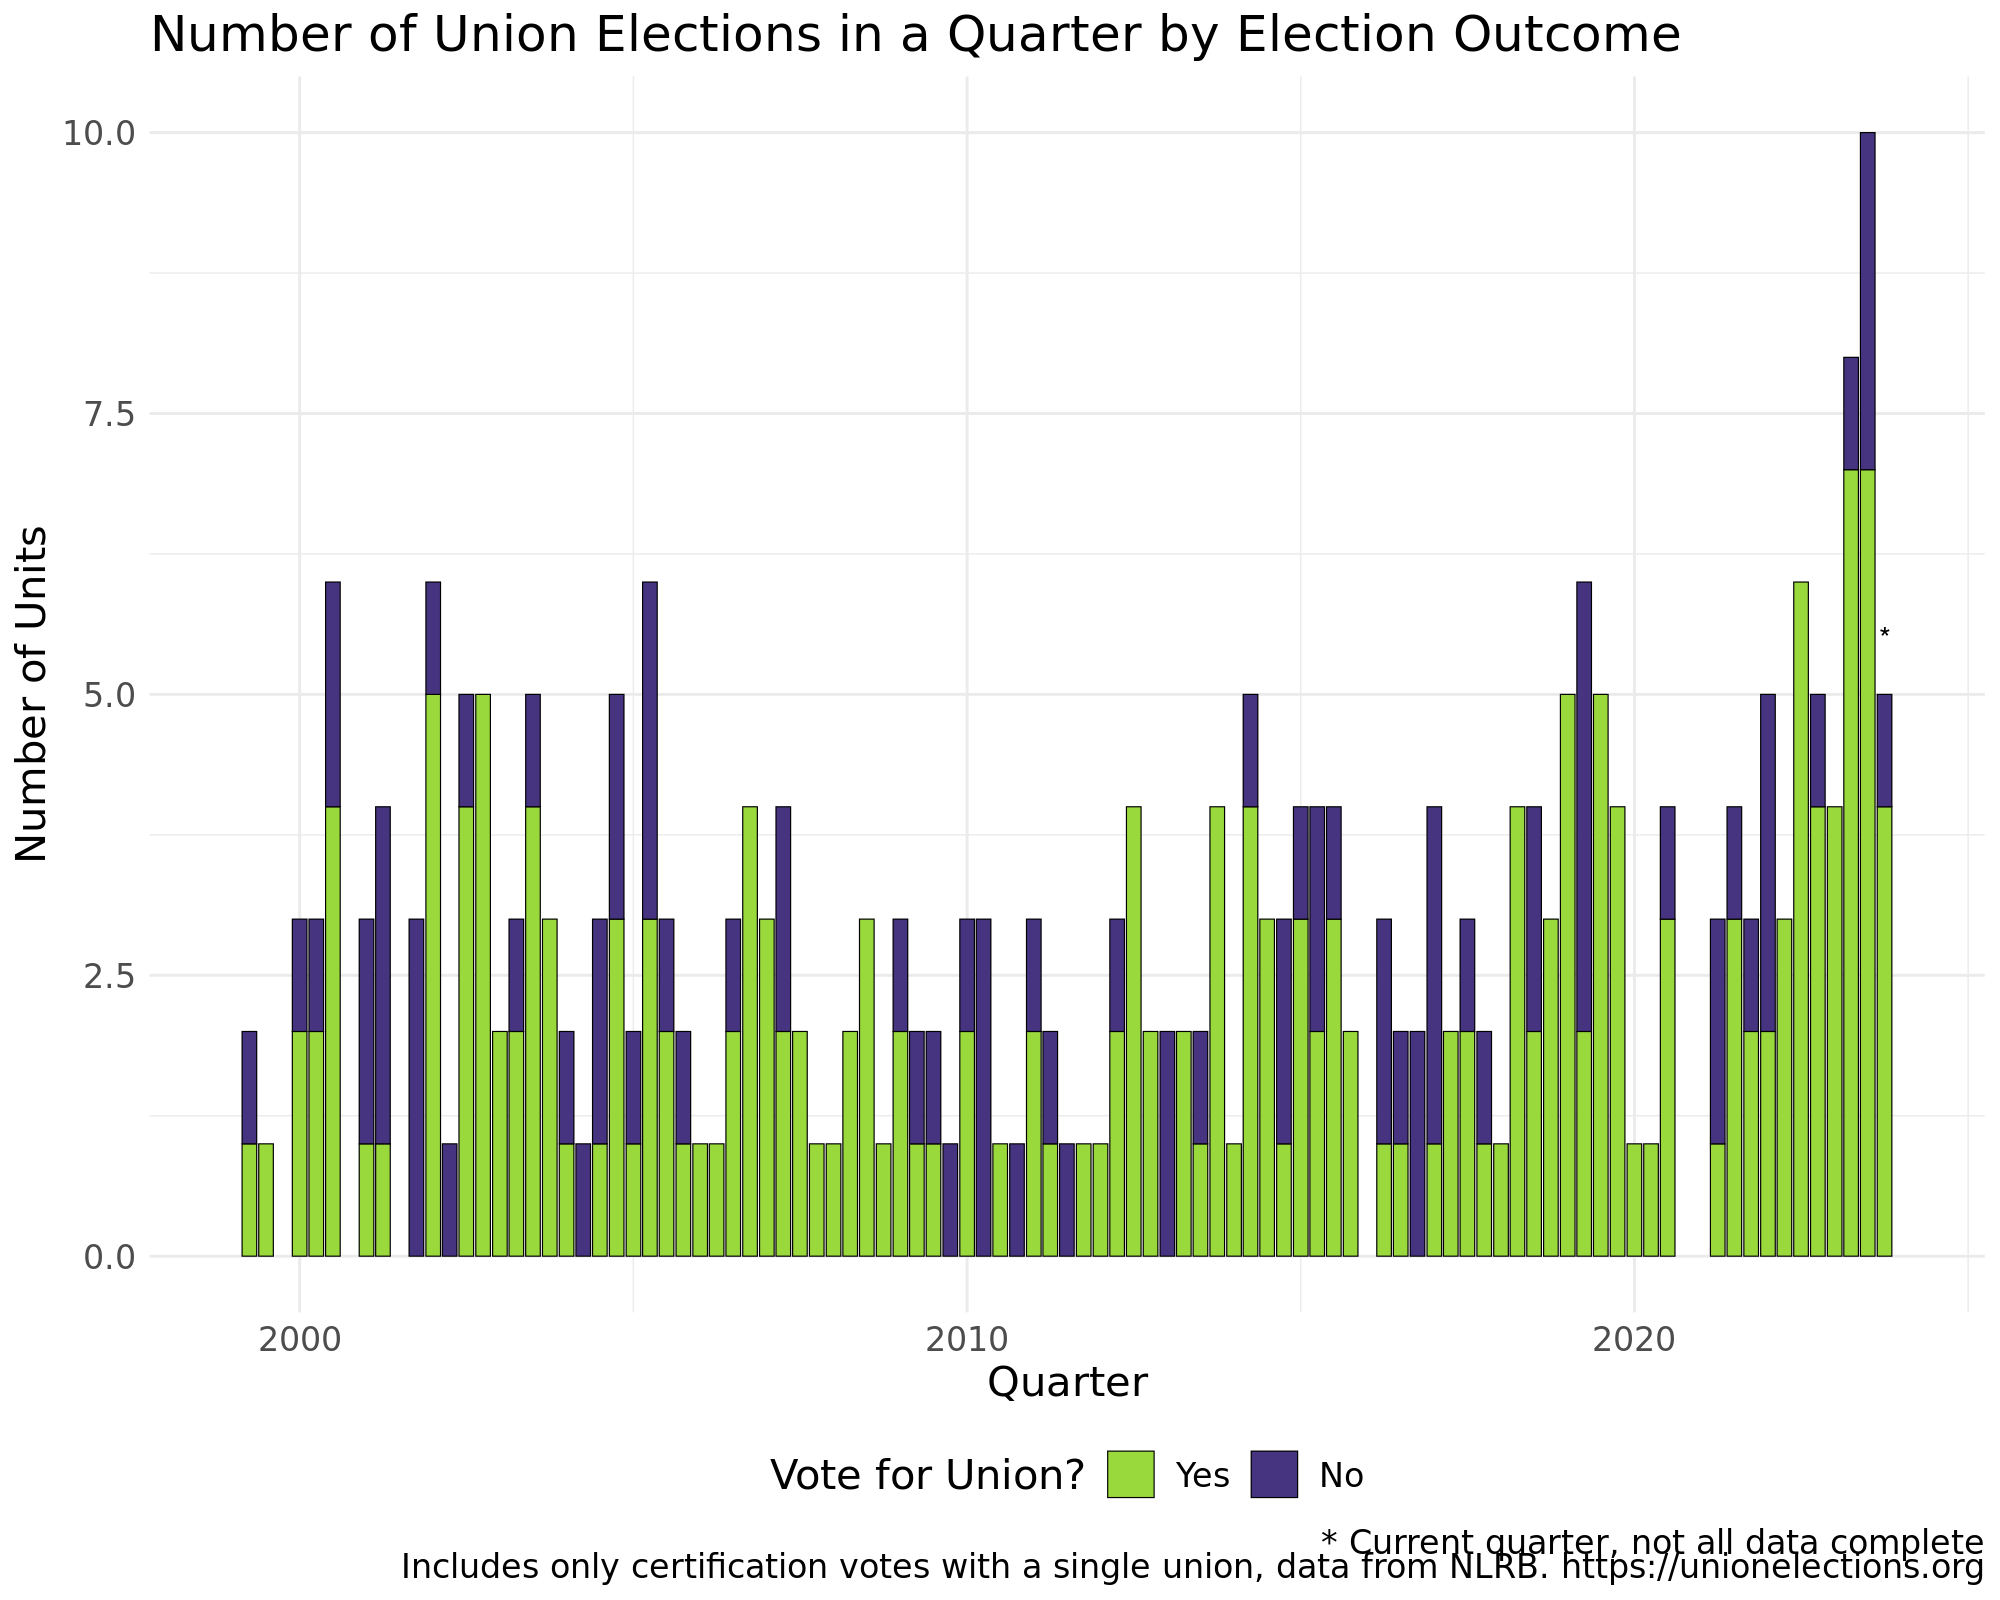 Number of Union Elections in a Quarter by Election Outcome
10.0
7.5
5.0
2.5
0.0
Number of Units
*
2000 2010 2020
Quarter
Vote for Union? Yes No
* Current quarter, not all data complete
Includes only certification votes with a single union, data from NLRB. https://unionelections.org